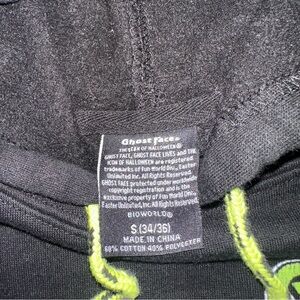 Ghost Face®
THE ICON OF HALLOWEEN®
GHOST FACE, GHOST FACE LIVES and THE
ICON OF HALLOWEEN are registered
trademarks of Fun World Div., Easter
Unlimited Inc. All Rights Reserved.
GHOST FACE protected under worldwide
copyright registration and is the
exclusive property of Fun World Div.
Easter Unlimited, Inc. All Rights Reserved.
BIOWORLD®
S (34/36)
MADE IN CHINA
60% COTTON 40% POLYESTER